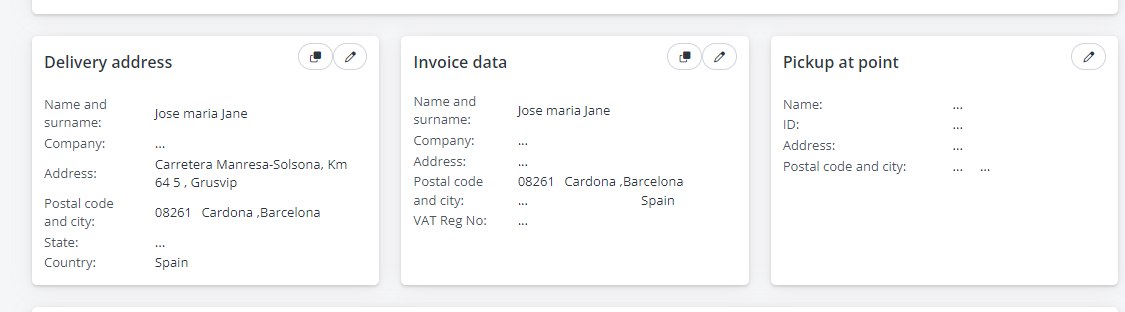 Delivery address
Name and surname: Jose maria Jane
Company: ...
Address: Carretera Manresa-Solsona, Km 64 5 , Grusvip
Postal code and city: 08261 Cardona ,Barcelona
State: ...
Country: Spain
Invoice data
Name and surname: Jose maria Jane
Company: ...
Address: ...
Postal code and city: 08261 Cardona ,Barcelona
... Spain
VAT Reg No: ...
Pickup at point
Name: ...
ID: ...
Address: ...
Postal code and city: ... ...